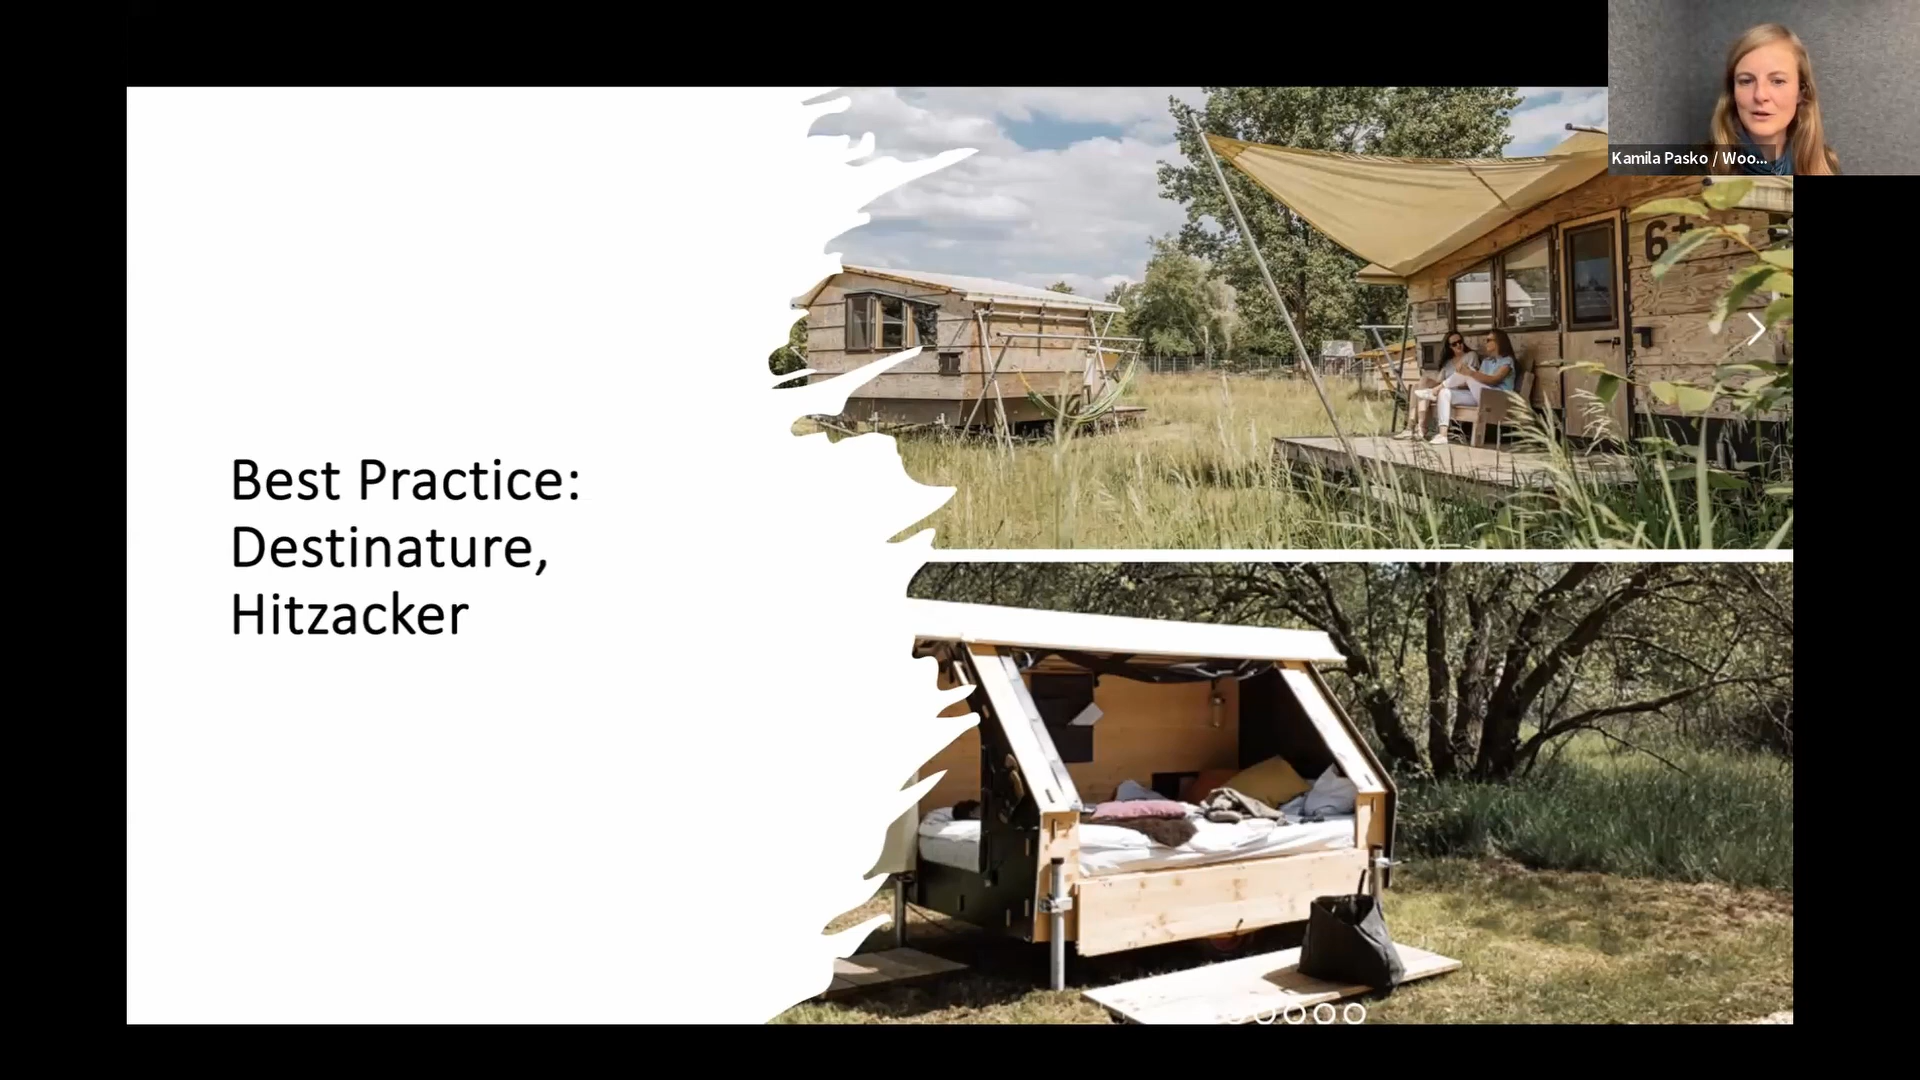 Kamila Pasko / Woo...
6+
Best Practice:
Destinature,
Hitzacker